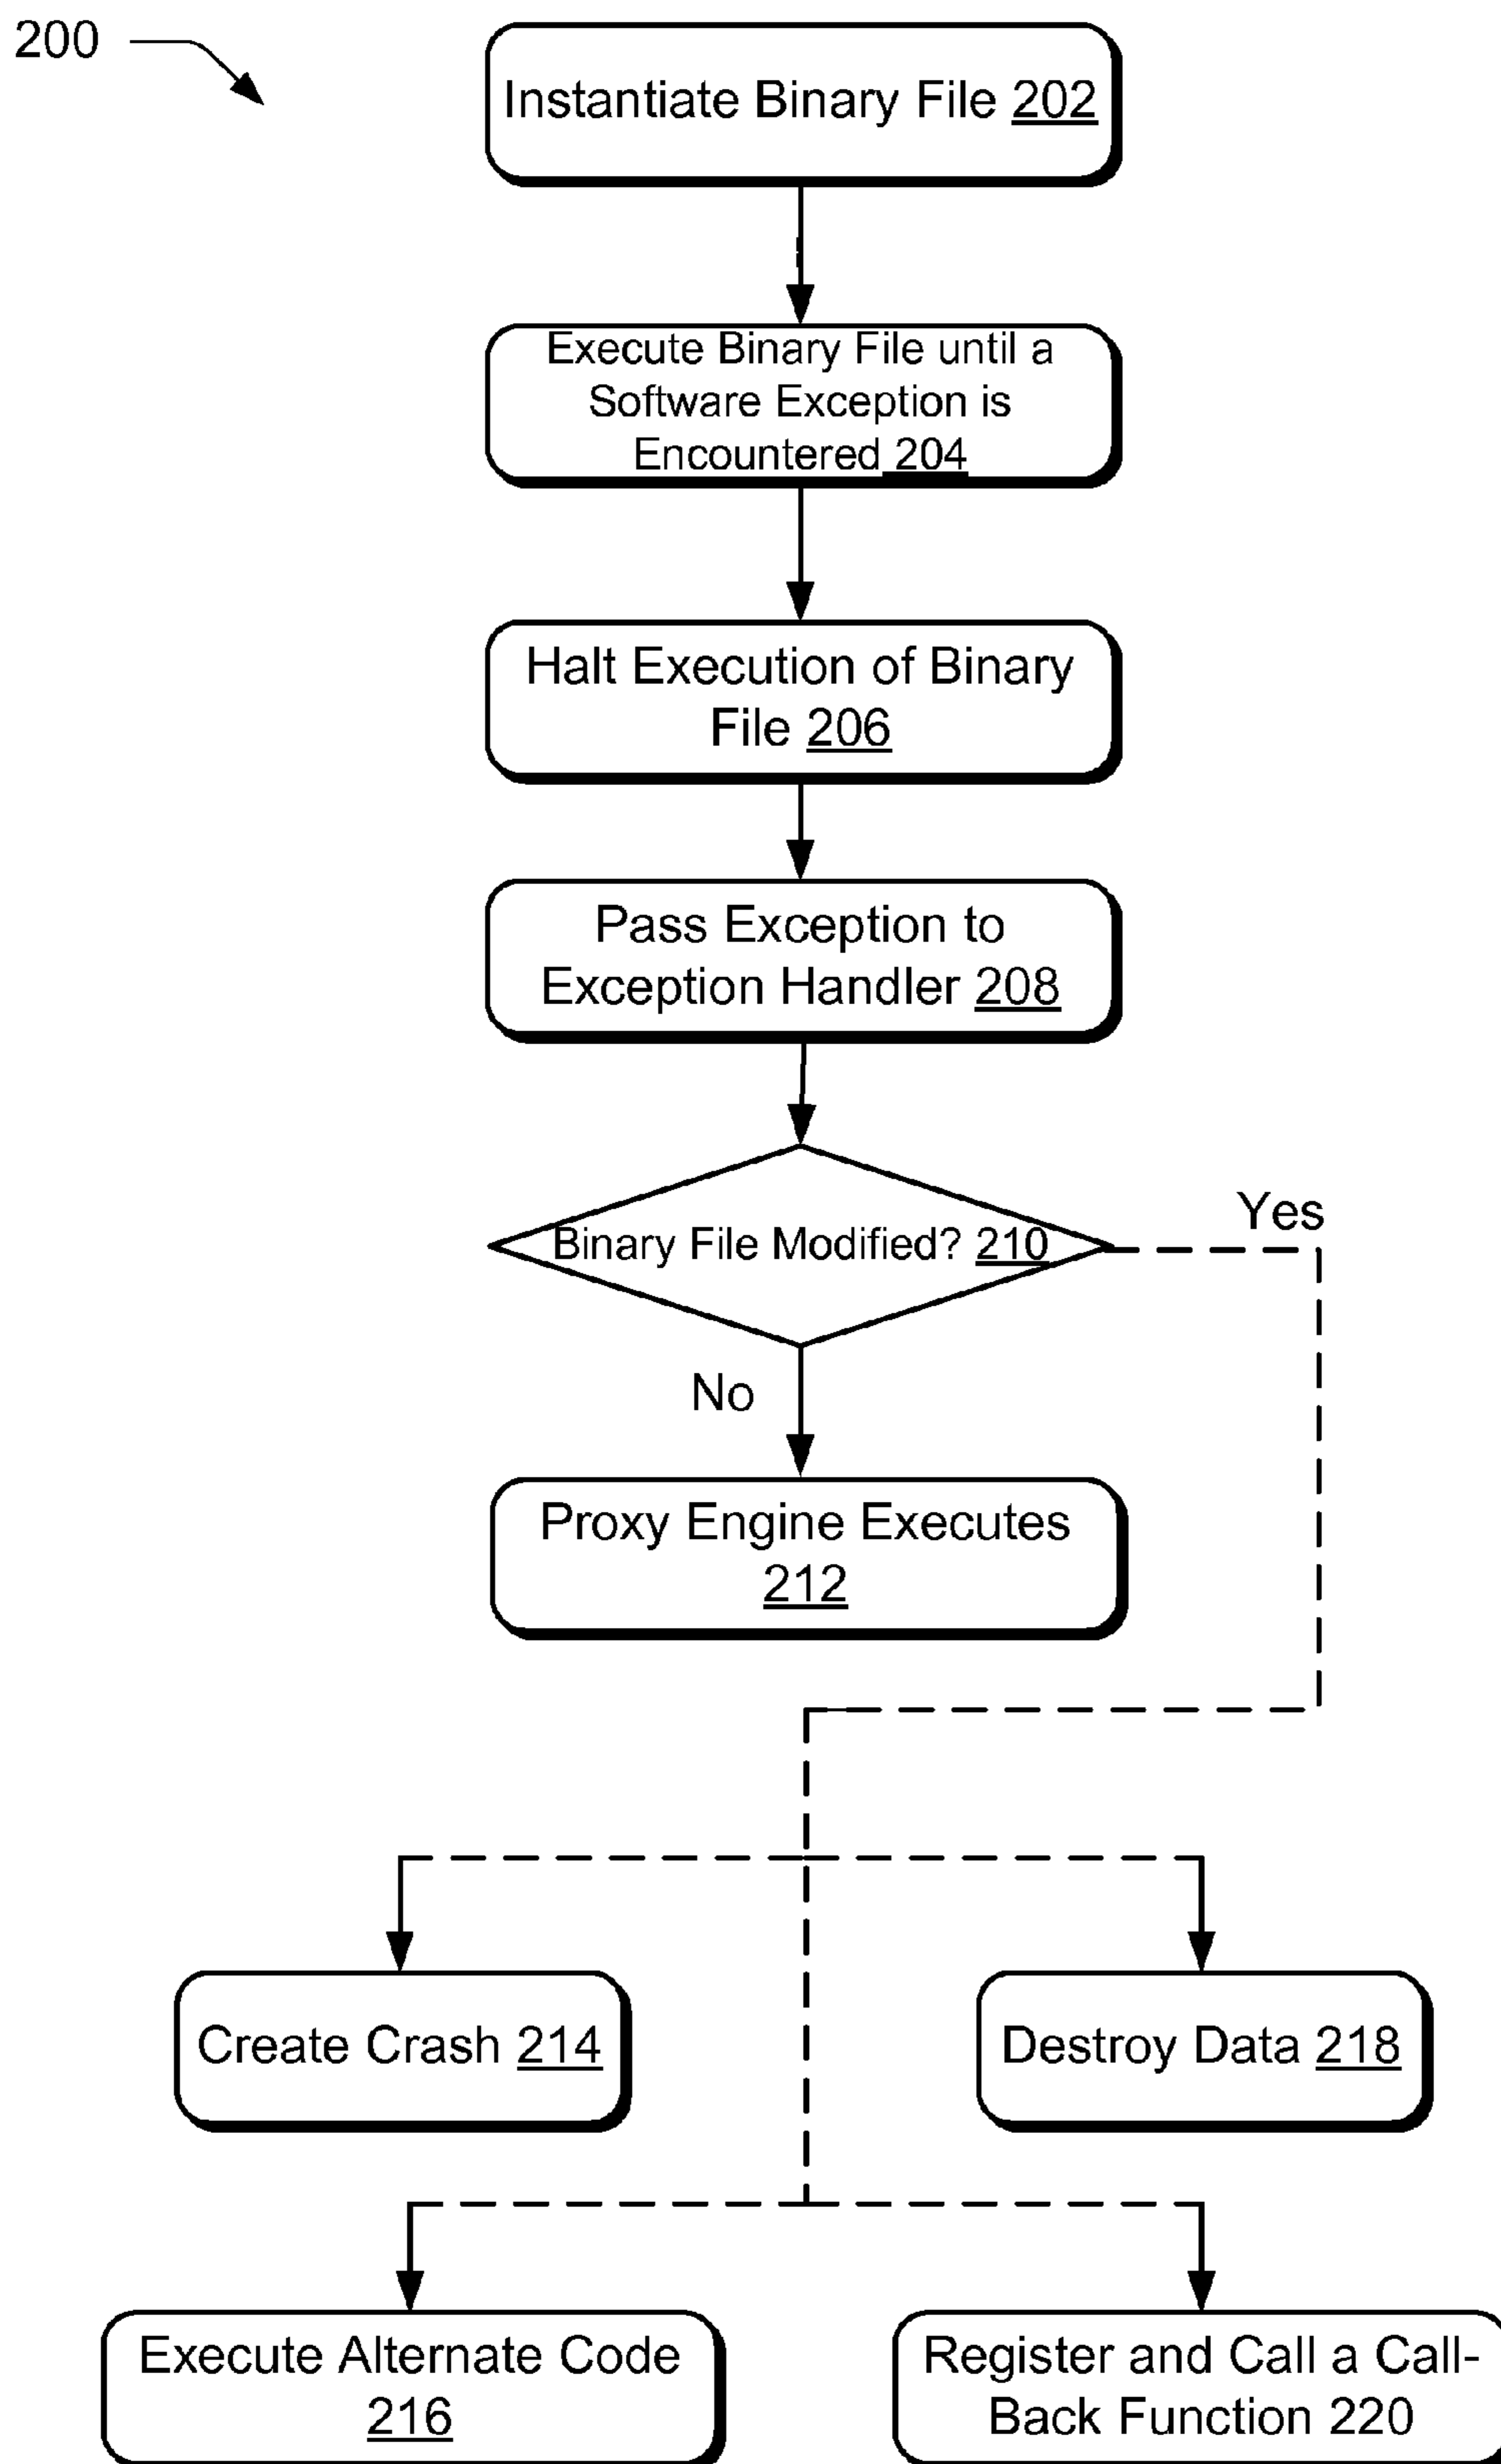 200
Instantiate Binary File 202
Execute Binary File until a
Software Exception is
Encountered 204
Halt Execution of Binary
File 206
Pass Exception to
Exception Handler 208
Binary File Modified? 210
Yes
No
Proxy Engine Executes
212
Create Crash 214
Destroy Data 218
Execute Alternate Code
216
Register and Call a Call-
Back Function 220